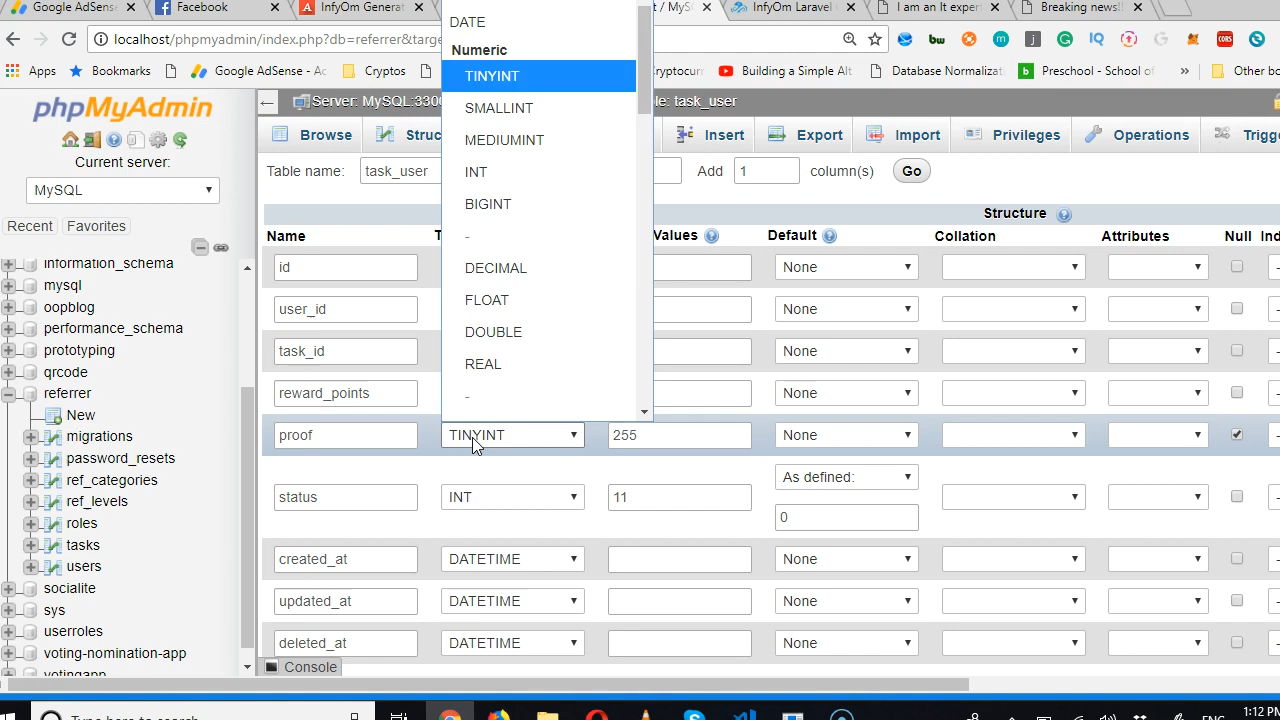 Google AdSense
Facebook
InfyOm Generat
t / MySC
InfyOm Laravel
I am an It expert
Breaking news!!
localhost/phpmyadmin/index.php?db=referrer&targe
Apps
Bookmarks
Google AdSense - Ac
Cryptos
Cryptocurr
Building a Simple Alt
Database Normalizat
Preschool - School of
»
Other bo
phpMyAdmin
Current server:
MySQL
Recent
Favorites
information_schema
mysql
oopblog
performance_schema
prototyping
qrcode
referrer
New
migrations
password_resets
ref_categories
ref_levels
roles
tasks
users
socialite
sys
userroles
voting-nomination-app
votingapp
Server: MySQL:330
le: task_user
Browse
Struc
Insert
Export
Import
Privileges
Operations
Trigge
Table name:
task_user
Add
1
column(s)
Go
Structure
Name
Values
Default
Collation
Attributes
Null
Ind
DATE
Numeric
TINYINT
SMALLINT
MEDIUMINT
INT
BIGINT
-
DECIMAL
FLOAT
DOUBLE
REAL
-
id
None
user_id
None
task_id
None
reward_points
None
proof
TINYINT
255
None
status
INT
11
As defined:
0
created_at
DATETIME
None
updated_at
DATETIME
None
deleted_at
DATETIME
None
Console
Type here to search
ENG
1:12 PM